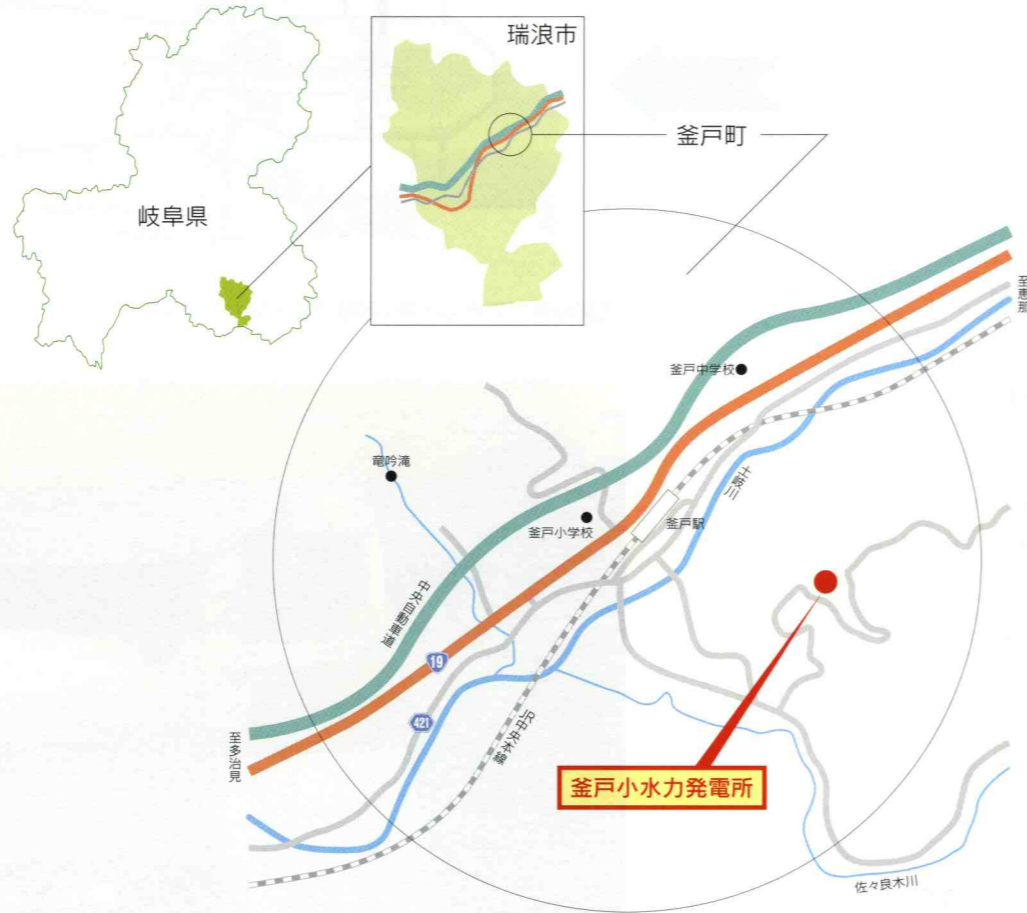 瑞浪市
釜戸町
岐阜県
至恵那
釜戸中学校
竜吟滝
土岐川
釜戸小学校
釜戸駅
中央自動車道
19
421
JR中央本線
至多治見
釜戸小水力発電所
佐々良木川